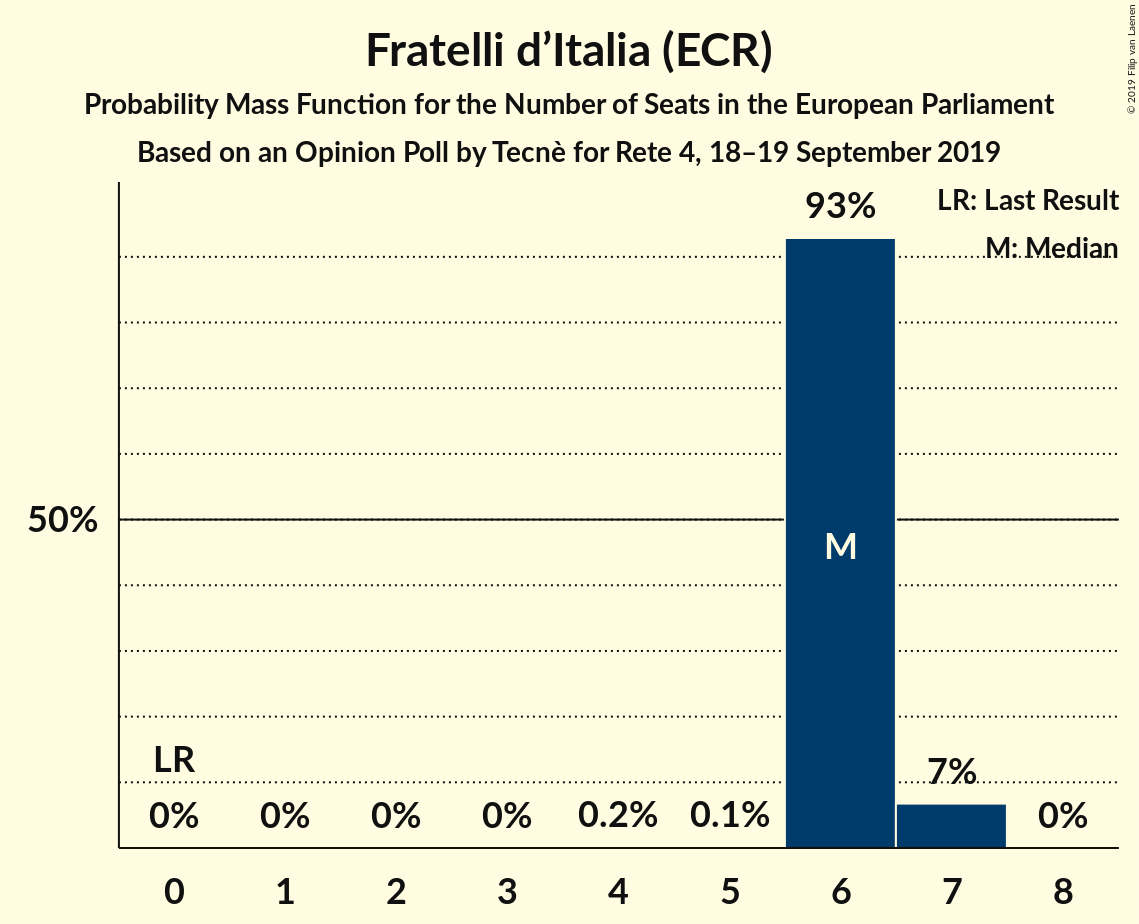 Fratelli d’Italia (ECR)
Probability Mass Function for the Number of Seats in the European Parliament
Based on an Opinion Poll by Tecnè for Rete 4, 18–19 September 2019
© 2019 Filip van Laenen
LR: Last Result
M: Median
93%
50%
M
LR
7%
0% 0% 0% 0% 0.2% 0.1% 0%
0 1 2 3 4 5 6 7 8